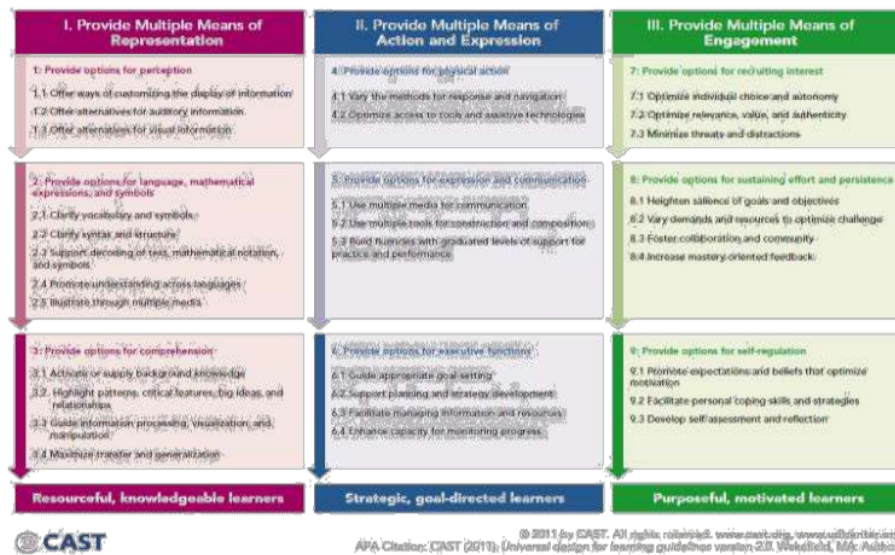 I. Provide Multiple Means of
Representation
1: Provide options for perception
1.1 Offer ways of customizing the display of information
1.2 Offer alternatives for auditory information
1.3 Offer alternatives for visual information
2: Provide options for language, mathematical
expressions, and symbols
2.1 Clarify vocabulary and symbols
2.2 Clarify syntax and structure
2.3 Support decoding of text, mathematical notation,
and symbols
2.4 Promote understanding across languages
2.5 Illustrate through multiple media
3: Provide options for comprehension
3.1 Activate or supply background knowledge
3.2. Highlight patterns, critical features, big ideas, and
relationships
3.3 Guide information processing, visualization, and
manipulation
3.4 Maximize transfer and generalization
Resourceful, knowledgeable learners
II. Provide Multiple Means of
Action and Expression
4: Provide options for physical action
4.1 Vary the methods for response and navigation
4.2 Optimize access to tools and assistive technologies
5: Provide options for expression and communication
5.1 Use multiple media for communication
5.2 Use multiple tools for construction and composition
5.3 Build fluencies with graduated levels of support for
practice and performance
6: Provide options for executive functions
6.1 Guide appropriate goal-setting
6.2 Support planning and strategy development
6.3 Facilitate managing information and resources
6.4 Enhance capacity for monitoring progress
Strategic, goal-directed learners
III. Provide Multiple Means of
Engagement
7: Provide options for recruiting interest
7.1 Optimize individual choice and autonomy
7.2 Optimize relevance, value, and authenticity
7.3 Minimize threats and distractions
8: Provide options for sustaining effort and persistence
8.1 Heighten salience of goals and objectives
8.2 Vary demands and resources to optimize challenge
8.3 Foster collaboration and community
8.4 Increase mastery-oriented feedback
9: Provide options for self-regulation
9.1 Promote expectations and beliefs that optimize
motivation
9.2 Facilitate personal coping skills and strategies
9.3 Develop self-assessment and reflection
Purposeful, motivated learners
CAST
© 2011 by CAST. All rights reserved. www.cast.org,
APA Citation: CAST (2011). Universal design for learning guidelines version 2.0. Wakefield, MA: